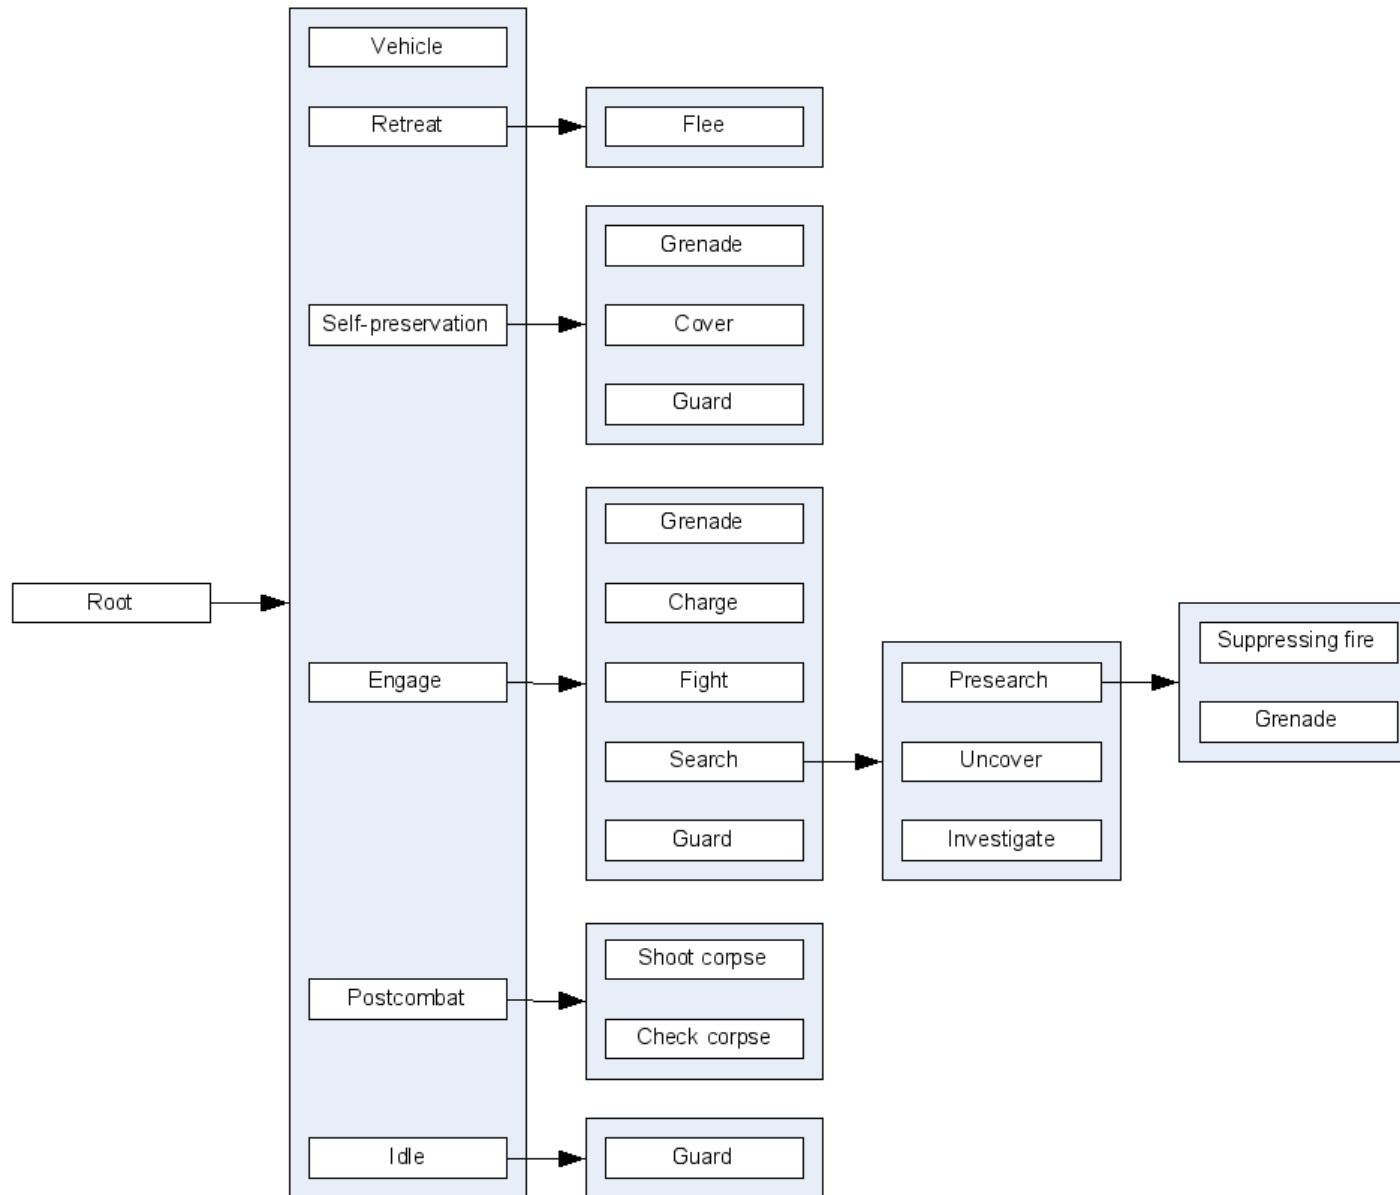 Vehicle
Retreat
Flee
Grenade
Self-preservation
Cover
Guard
Grenade
Root
Charge
Engage
Fight
Presearch
Suppressing fire
Grenade
Search
Uncover
Guard
Investigate
Postcombat
Shoot corpse
Check corpse
Idle
Guard